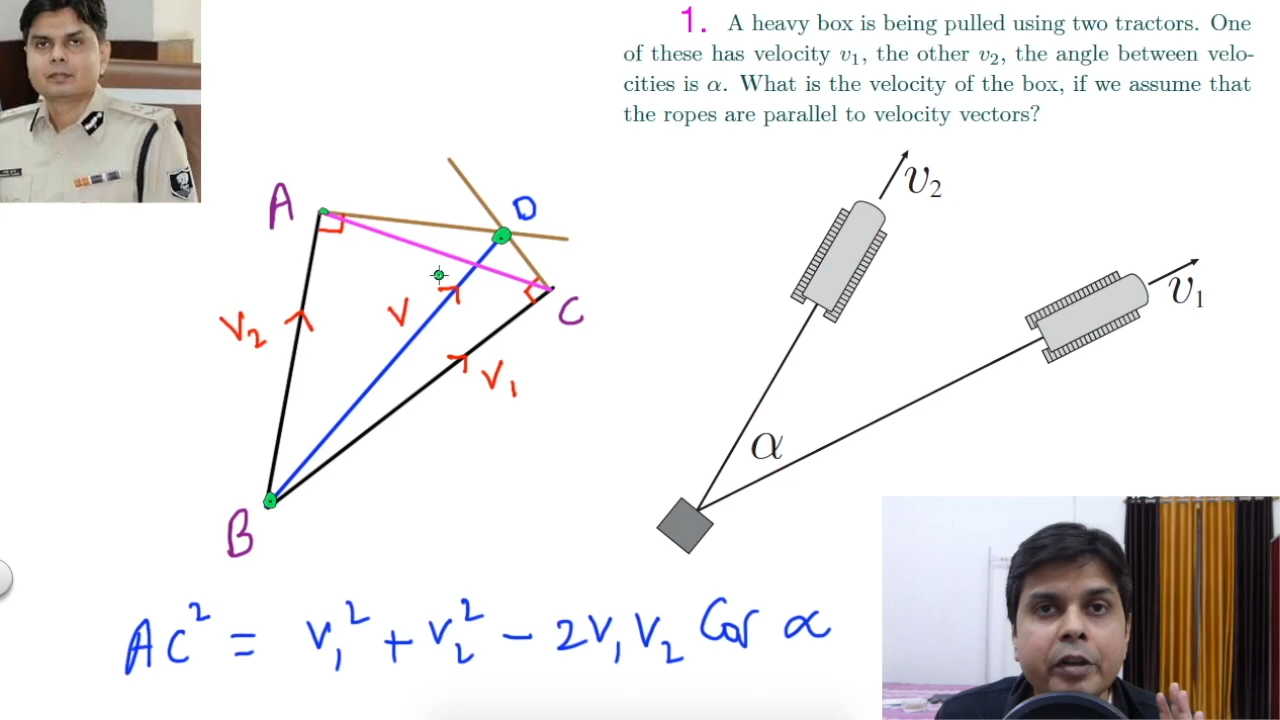 1. A heavy box is being pulled using two tractors. One
of these has velocity v₁, the other v₂, the angle between velo-
cities is α. What is the velocity of the box, if we assume that
the ropes are parallel to velocity vectors?
A
D
V₂
V
C
V₁
B
v₂
v₁
α
AC² = V₁² + V₂² − 2V₁V₂ Cos α